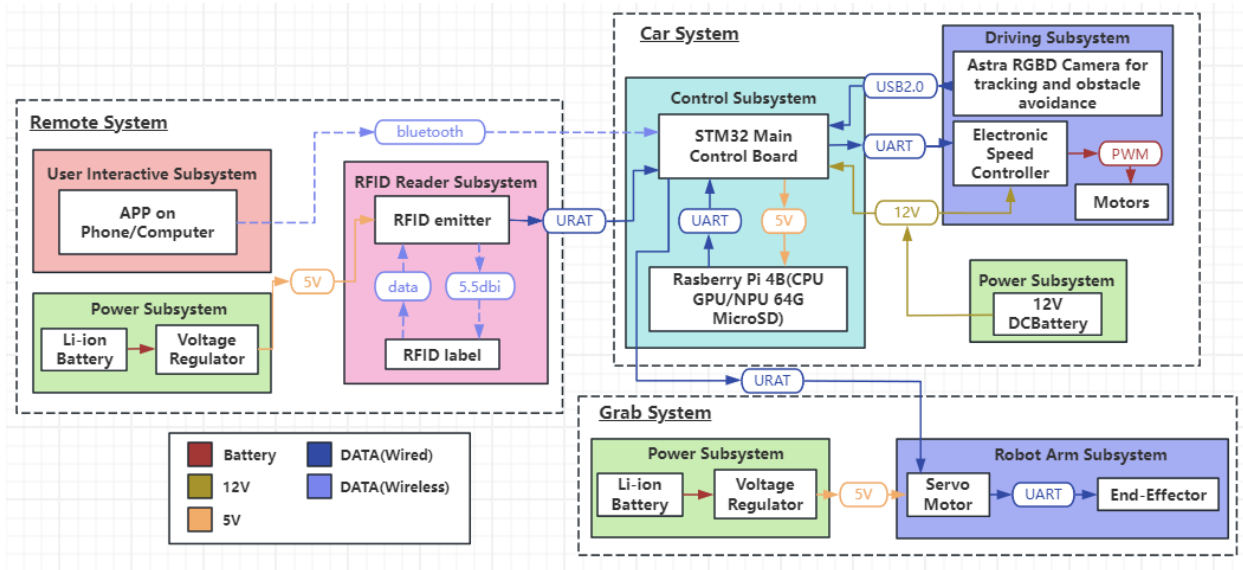 Remote System
User Interactive Subsystem
APP on
Phone/Computer
bluetooth
Power Subsystem
Li-ion
Battery
Voltage
Regulator
5V
RFID Reader Subsystem
RFID emitter
data
5.5dbi
RFID label
URAT
Car System
Control Subsystem
STM32 Main
Control Board
UART
5V
Rasberry Pi 4B(CPU
GPU/NPU 64G
MicroSD)
USB2.0
UART
12V
Driving Subsystem
Astra RGBD Camera for
tracking and obstacle
avoidance
Electronic
Speed
Controller
PWM
Motors
Power Subsystem
12V
DCBattery
URAT
Grab System
Power Subsystem
Li-ion
Battery
Voltage
Regulator
5V
Robot Arm Subsystem
Servo
Motor
UART
End-Effector
Battery
12V
5V
DATA(Wired)
DATA(Wireless)